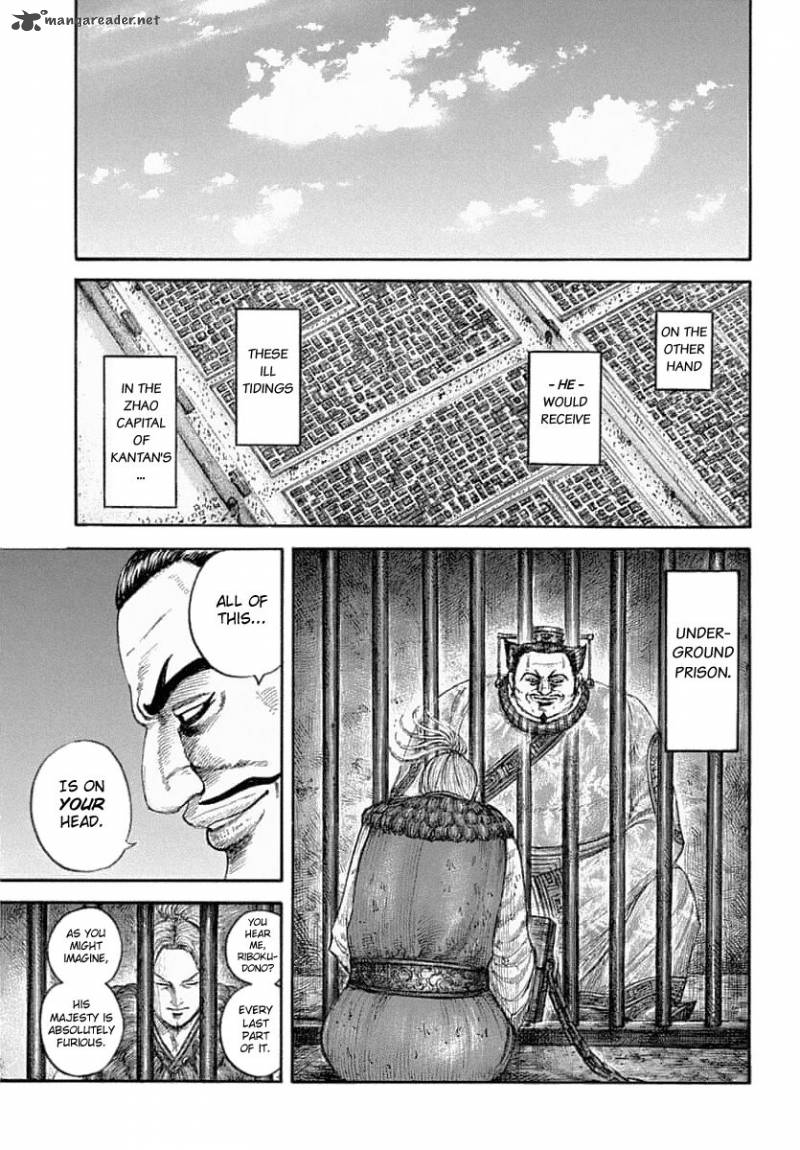 mangareader.net
ON THE
OTHER
HAND
- HE -
WOULD
RECEIVE
THESE
ILL
TIDINGS
IN THE
ZHAO
CAPITAL
OF
KANTAN'S
...
UNDER-
GROUND
PRISON.
ALL OF
THIS...
IS ON
YOUR
HEAD.
YOU
HEAR
ME,
RIBOKU-
DONO?
EVERY
LAST
PART
OF IT.
AS YOU
MIGHT
IMAGINE,
HIS
MAJESTY IS
ABSOLUTELY
FURIOUS.